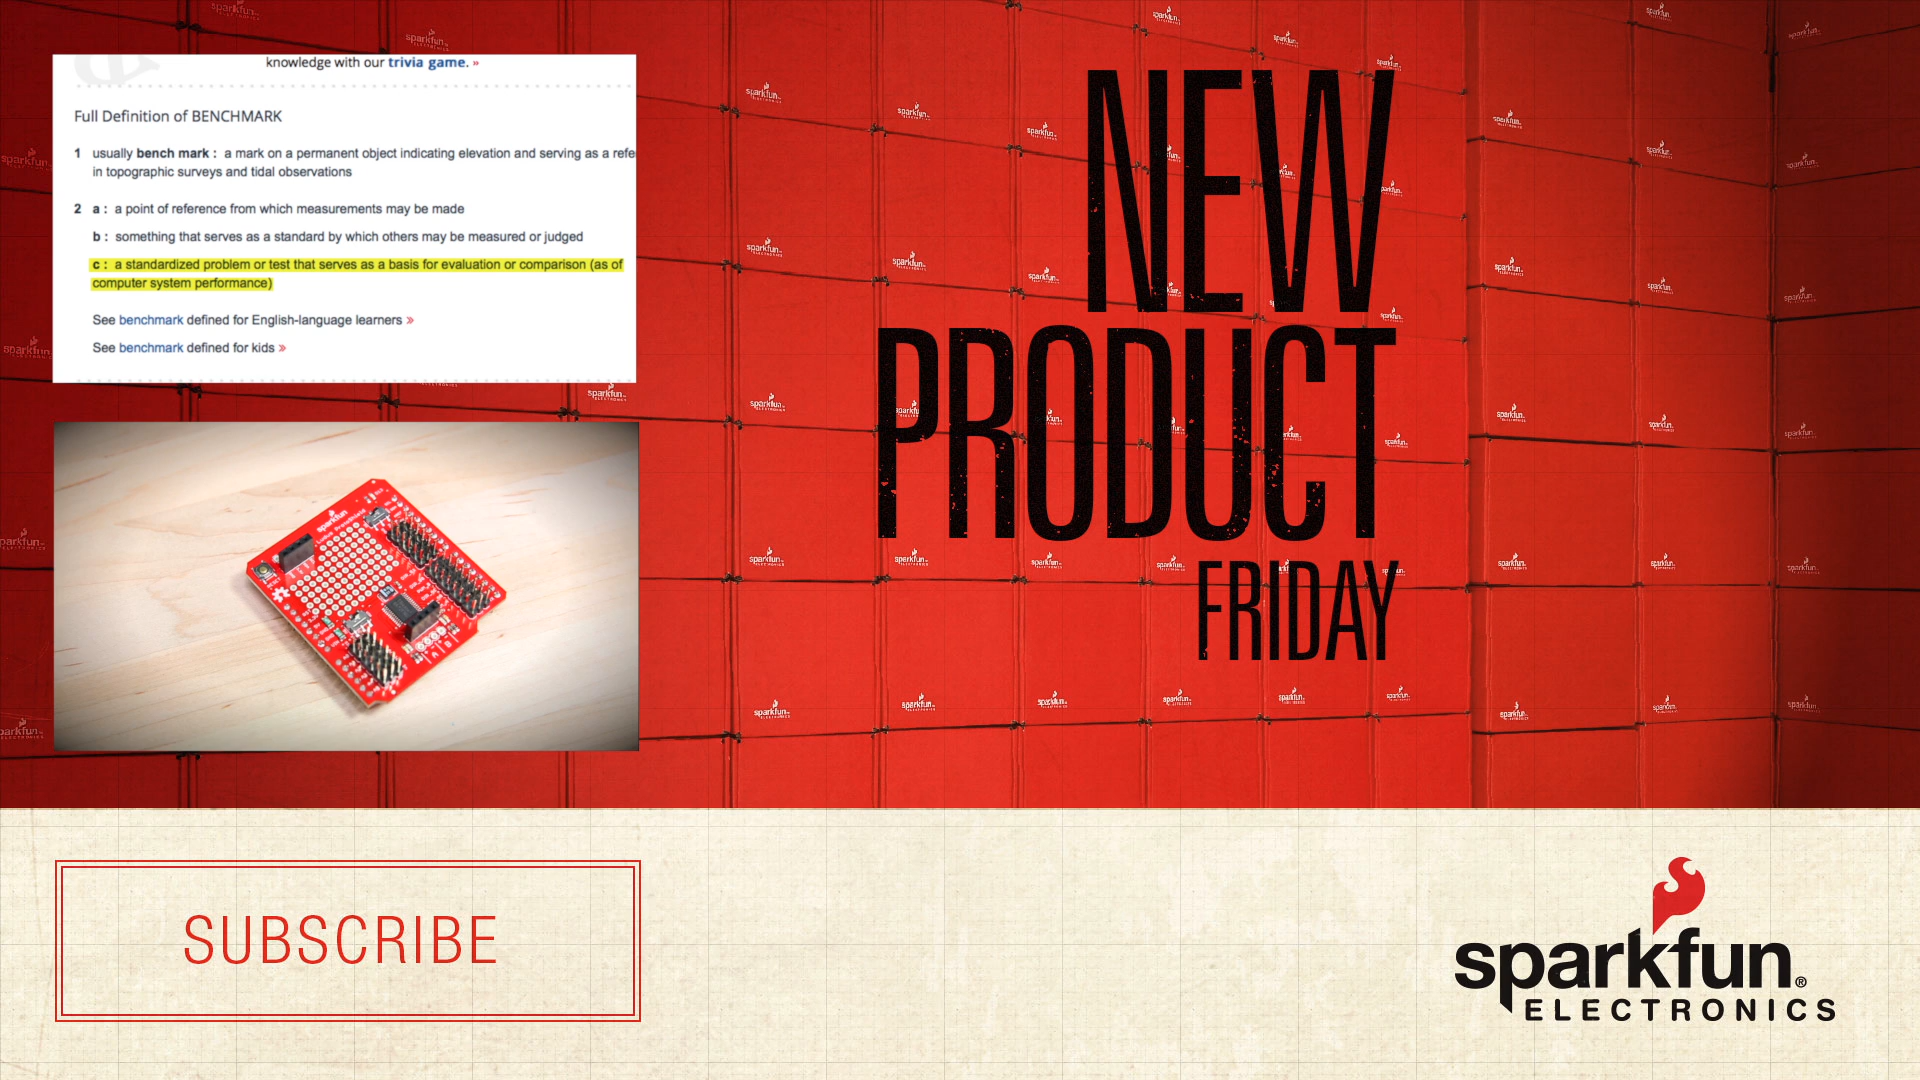 knowledge with our trivia game. »
Full Definition of BENCHMARK
1 usually bench mark : a mark on a permanent object indicating elevation and serving as a refe
in topographic surveys and tidal observations
2 a : a point of reference from which measurements may be made
b : something that serves as a standard by which others may be measured or judged
c : a standardized problem or test that serves as a basis for evaluation or comparison (as of
computer system performance)
See benchmark defined for English-language learners »
See benchmark defined for kids »
NEW
PRODUCT
FRIDAY
sparkfun
SUBSCRIBE
sparkfun®
ELECTRONICS